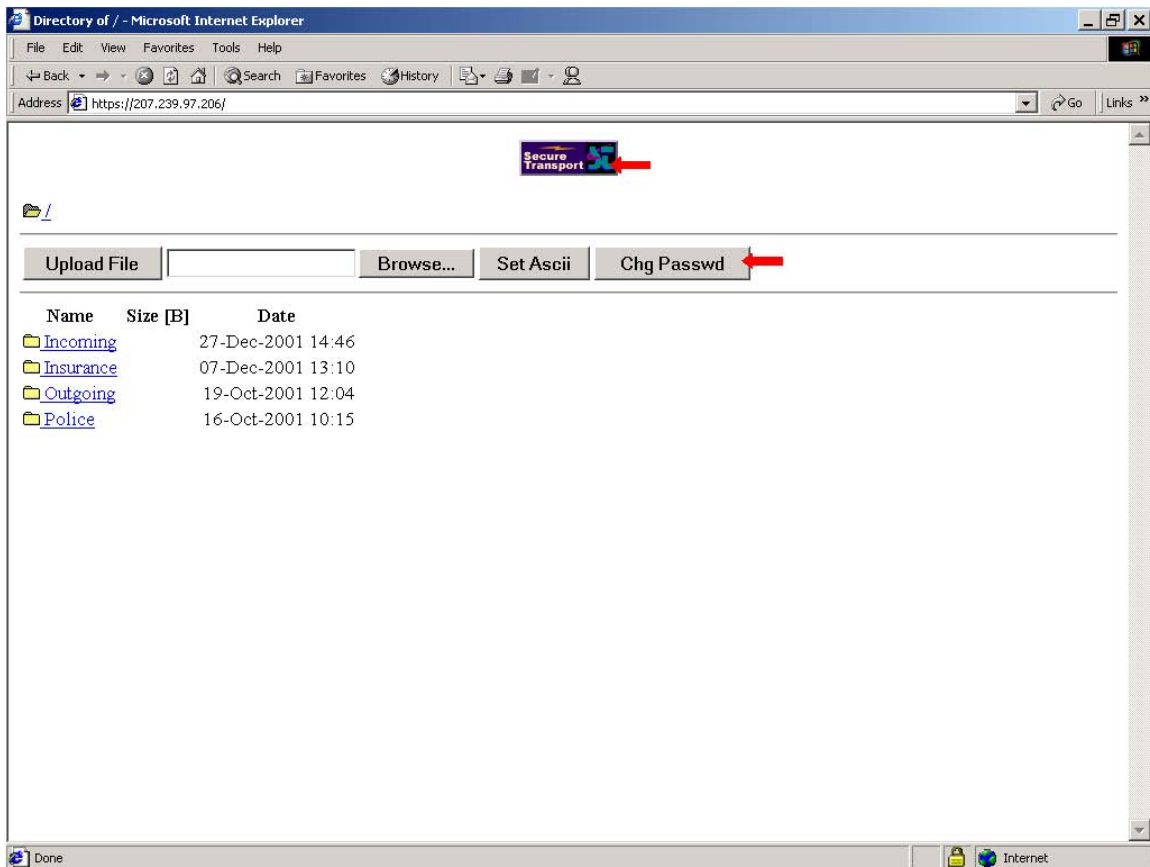 Directory of / - Microsoft Internet Explorer
File Edit View Favorites Tools Help
Back Search Favorites History
Address https://207.239.97.206/ Go Links »
Secure
Transport
/
Upload File Browse... Set Ascii Chg Passwd
Name Size [B] Date
Incoming 27-Dec-2001 14:46
Insurance 07-Dec-2001 13:10
Outgoing 19-Oct-2001 12:04
Police 16-Oct-2001 10:15
Done Internet